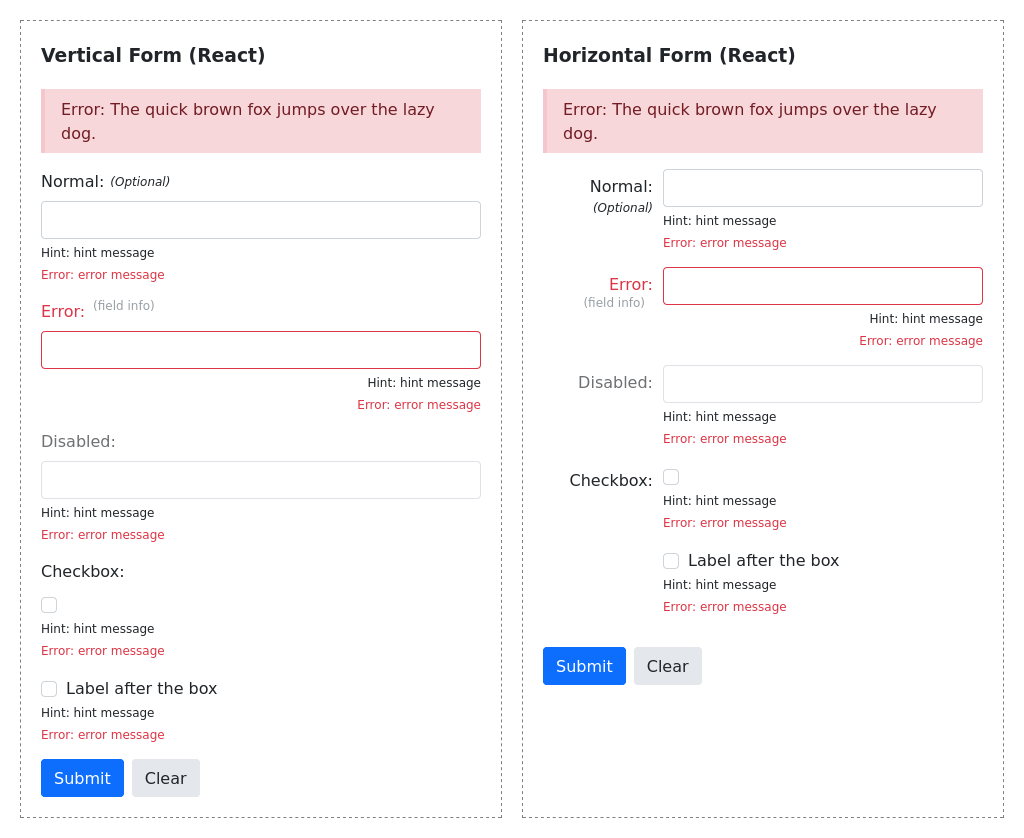 Vertical Form (React)
Error: The quick brown fox jumps over the lazy
dog.
Normal: (Optional)
Hint: hint message
Error: error message
Error: (field info)
Hint: hint message
Error: error message
Disabled:
Hint: hint message
Error: error message
Checkbox:
Hint: hint message
Error: error message
Label after the box
Hint: hint message
Error: error message
Submit Clear
Horizontal Form (React)
Error: The quick brown fox jumps over the lazy
dog.
Normal:
(Optional)
Hint: hint message
Error: error message
Error:
(field info)
Hint: hint message
Error: error message
Disabled:
Hint: hint message
Error: error message
Checkbox:
Hint: hint message
Error: error message
Label after the box
Hint: hint message
Error: error message
Submit Clear